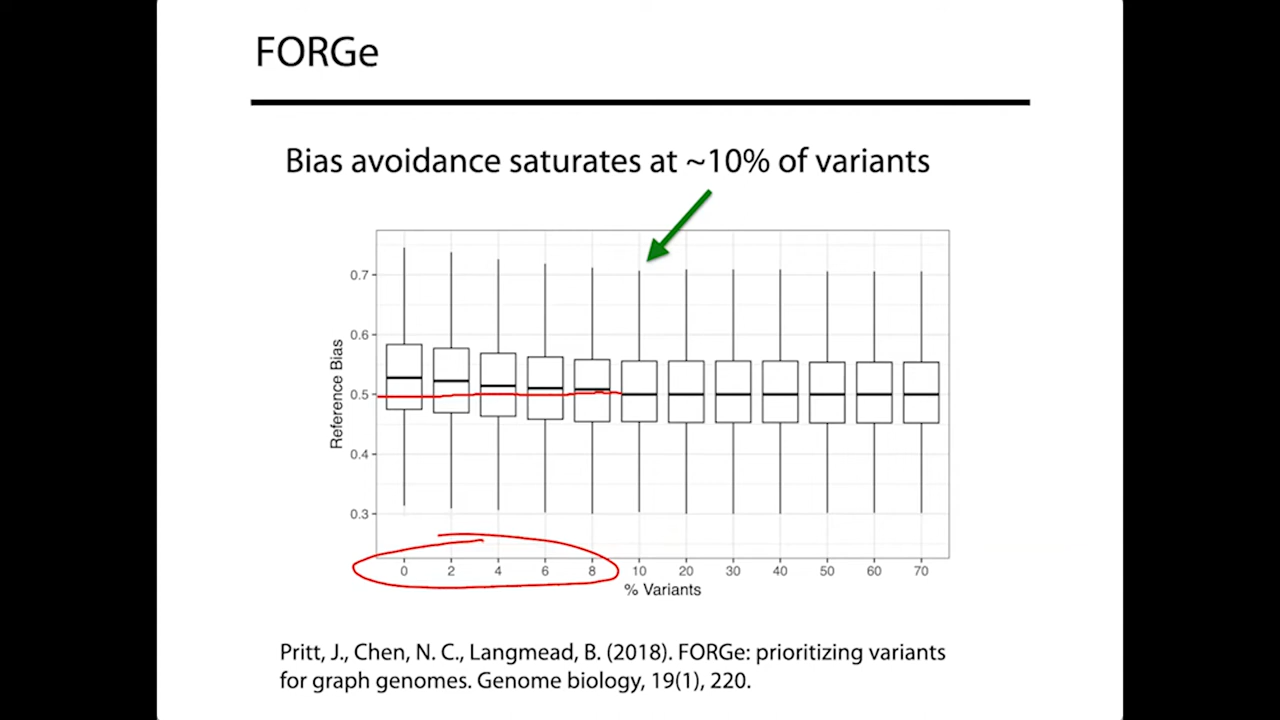 FORGe
Bias avoidance saturates at ~10% of variants
0.7
0.6
0.5
0.4
0.3
Reference Bias
0 2 4 6 8 10 20 30 40 50 60 70
% Variants
Pritt, J., Chen, N. C., Langmead, B. (2018). FORGe: prioritizing variants
for graph genomes. Genome biology, 19(1), 220.